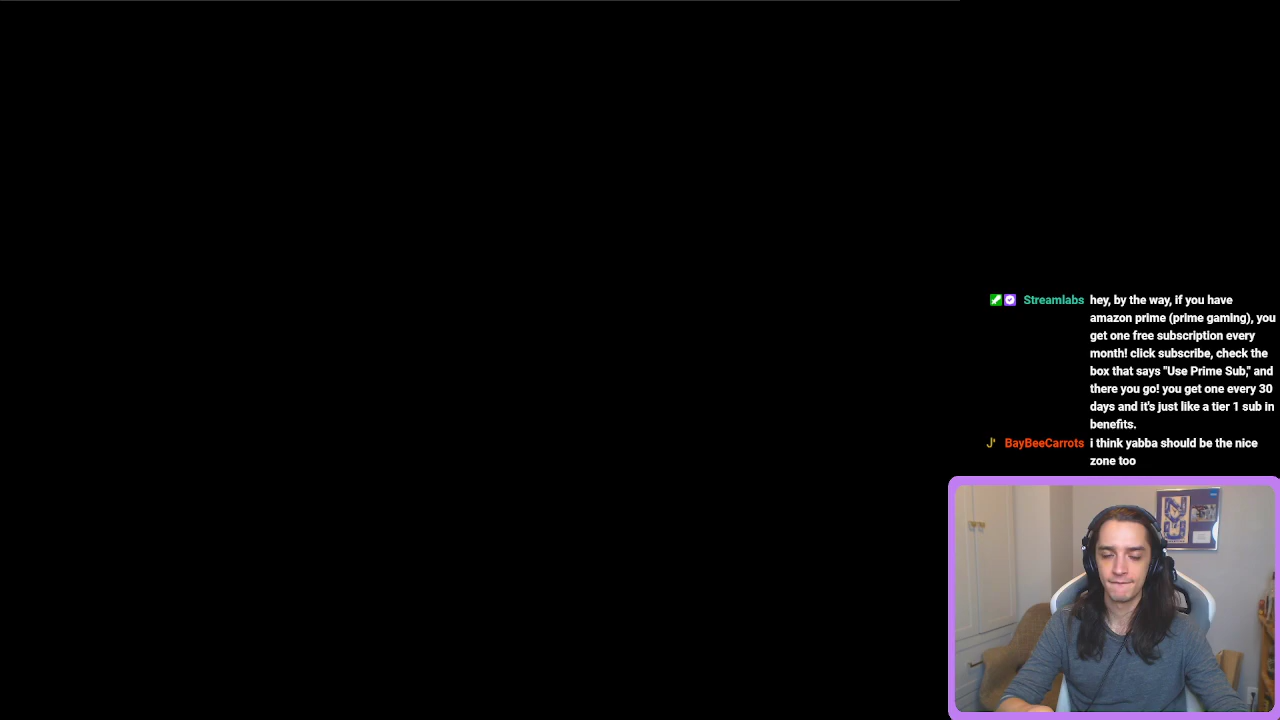 Streamlabs hey, by the way, if you have
amazon prime (prime gaming), you
get one free subscription every
month! click subscribe, check the
box that says "Use Prime Sub," and
there you go! you get one every 30
days and it's just like a tier 1 sub in
benefits.
BayBeeCarrots i think yabba should be the nice
zone too